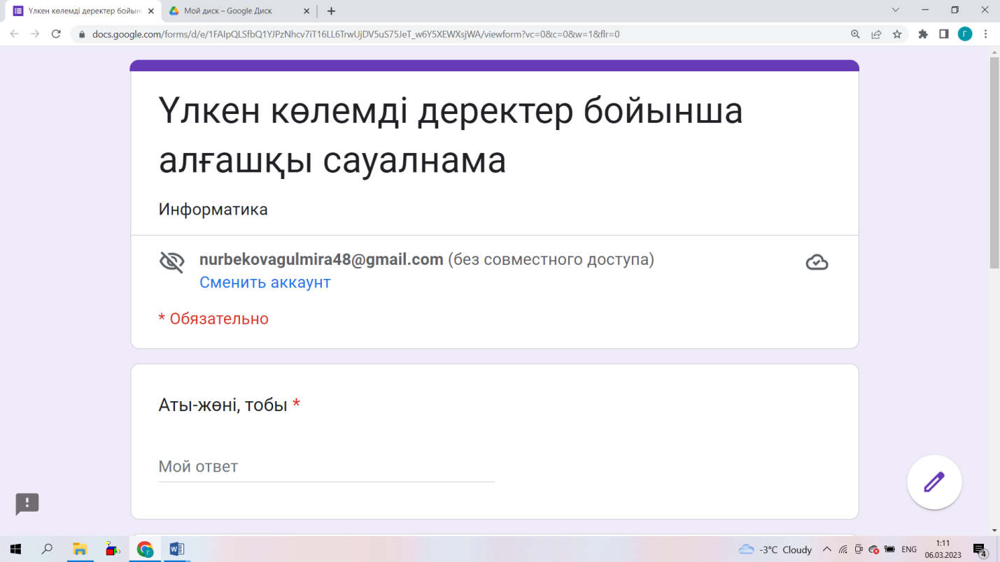 Үлкен көлемді деректер бойын
Мой диск – Google Диск
docs.google.com/forms/d/e/1FAIpQLSfbQ1YJPzNhcv7iT16LL6TrwUjDV5uS75JeT_w6Y5XEWXsjWA/viewform?vc=0&c=0&w=1&flr=0
Г
Үлкен көлемді деректер бойынша
алғашқы сауалнама
Информатика
nurbekovagulmira48@gmail.com (без совместного доступа)
Сменить аккаунт
* Обязательно
Аты-жөні, тобы *
Мой ответ
-3°C Cloudy
ENG
1:11
06.03.2023
4